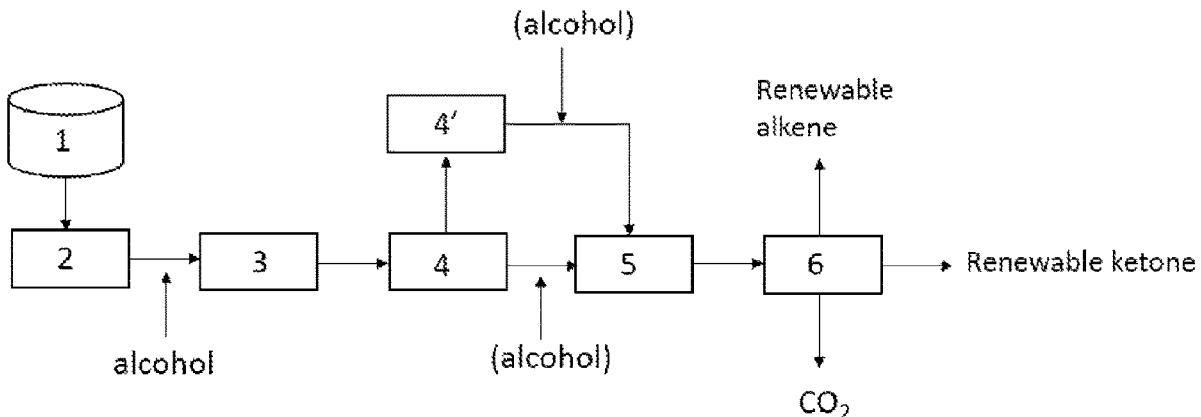 (alcohol)
Renewable
alkene
4'
1
2
3
4
5
6
Renewable ketone
alcohol
(alcohol)
CO₂